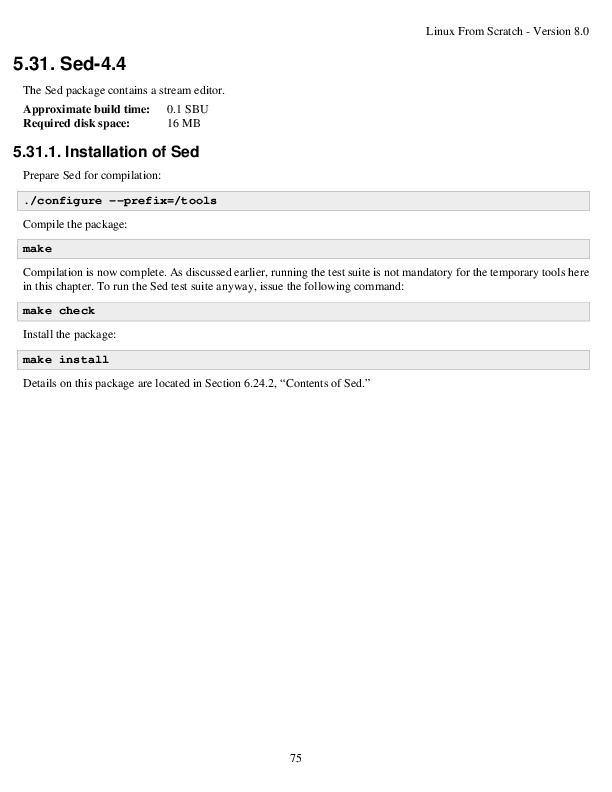 Linux From Scratch - Version 8.0
5.31. Sed-4.4
The Sed package contains a stream editor.
Approximate build time: 0.1 SBU
Required disk space: 16 MB
5.31.1. Installation of Sed
Prepare Sed for compilation:
./configure --prefix=/tools
Compile the package:
make
Compilation is now complete. As discussed earlier, running the test suite is not mandatory for the temporary tools here
in this chapter. To run the Sed test suite anyway, issue the following command:
make check
Install the package:
make install
Details on this package are located in Section 6.24.2, “Contents of Sed.”
75